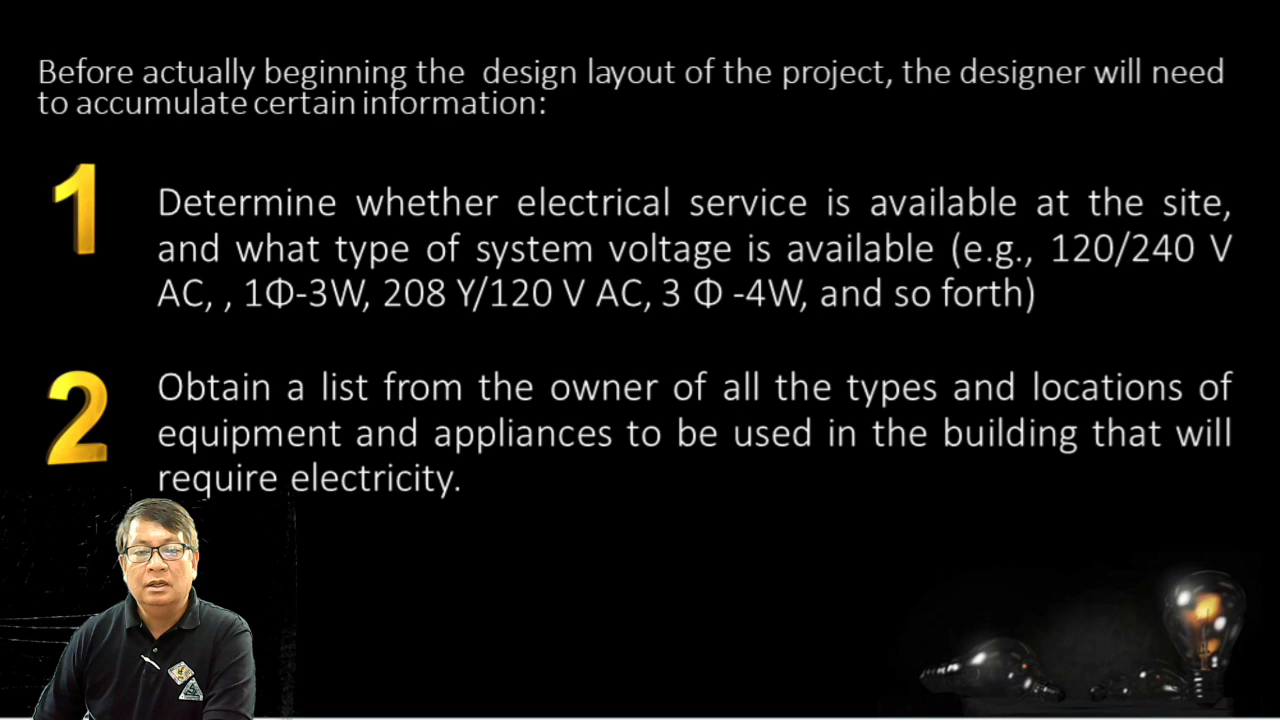 Before actually beginning the design layout of the project, the designer will need
to accumulate certain information:
1
Determine whether electrical service is available at the site,
and what type of system voltage is available (e.g., 120/240 V
AC, , 1Φ-3W, 208 Y/120 V AC, 3 Φ -4W, and so forth)
2
Obtain a list from the owner of all the types and locations of
equipment and appliances to be used in the building that will
require electricity.